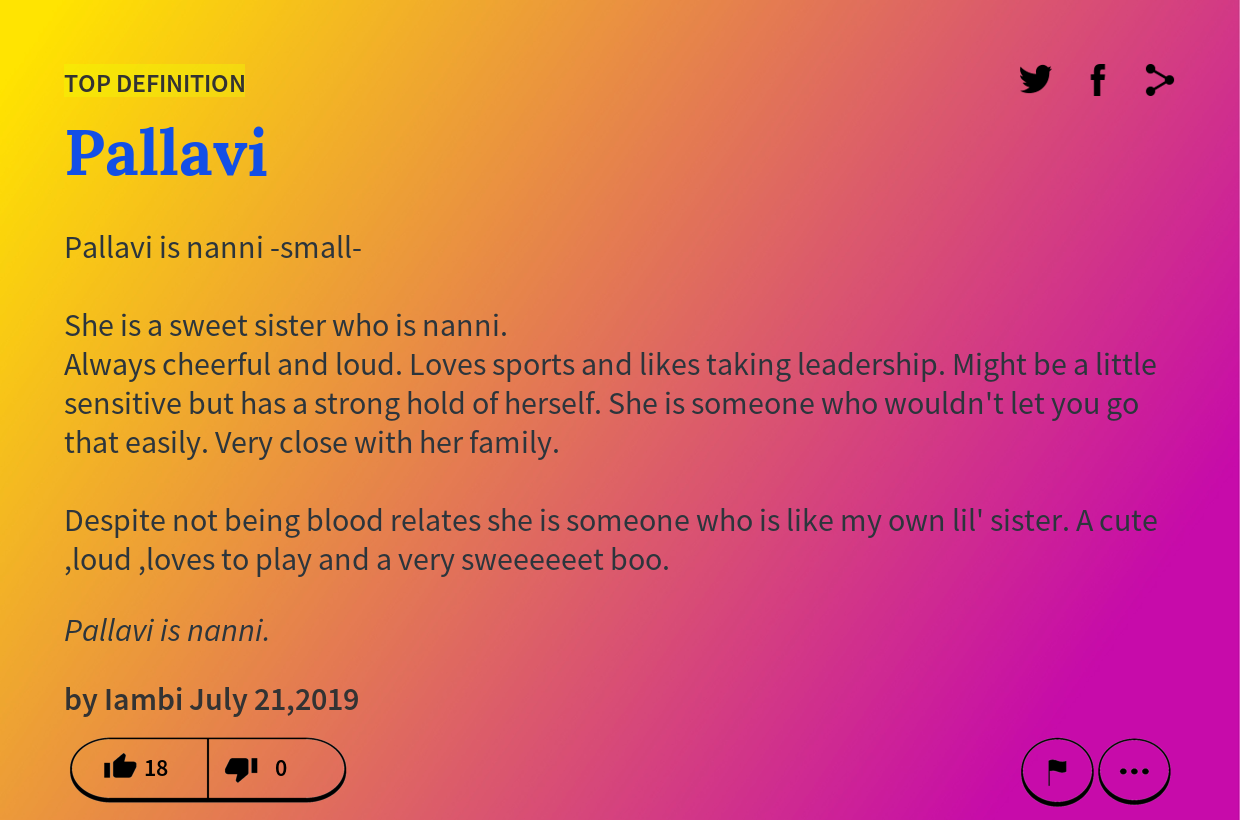 TOP DEFINITION
Pallavi
Pallavi is nanni -small-
She is a sweet sister who is nanni.
Always cheerful and loud. Loves sports and likes taking leadership. Might be a little
sensitive but has a strong hold of herself. She is someone who wouldn't let you go
that easily. Very close with her family.
Despite not being blood relates she is someone who is like my own lil' sister. A cute
,loud ,loves to play and a very sweeeeeet boo.
Pallavi is nanni.
by Iambi July 21,2019
18 0